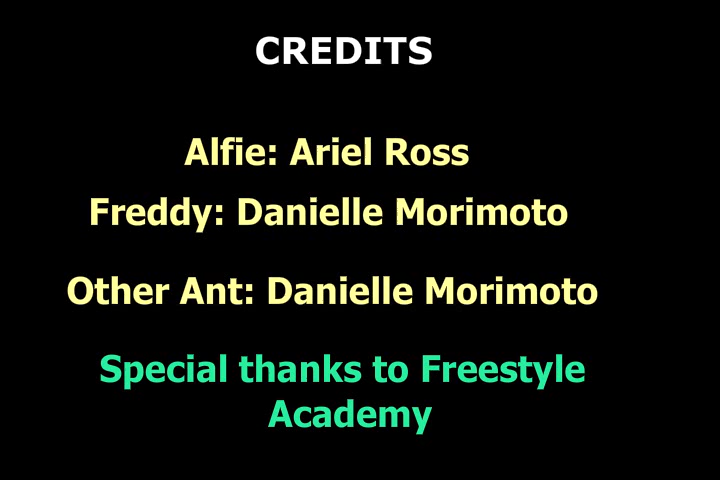 CREDITS
Alfie: Ariel Ross
Freddy: Danielle Morimoto
Other Ant: Danielle Morimoto
Special thanks to Freestyle
Academy